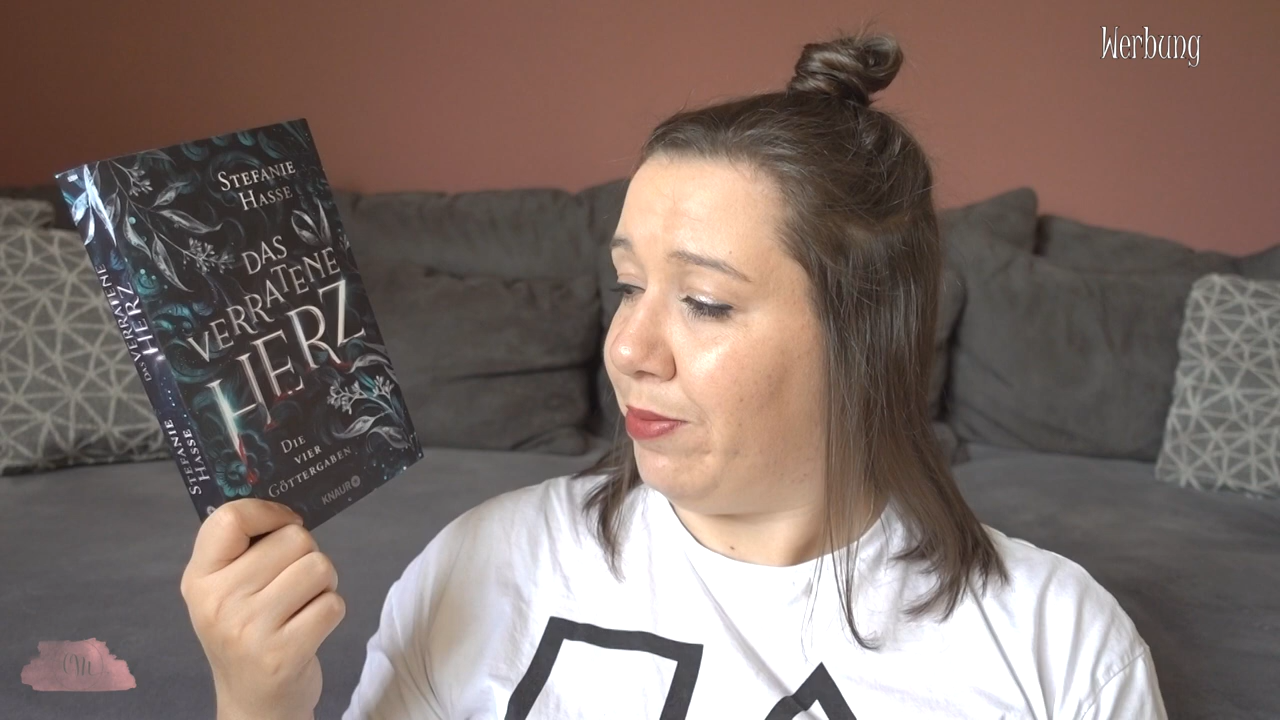 Werbung
STEFANIE
HASSE
DAS
VERRATENE
HERZ
DIE
VIER
GÖTTERGABEN
KNAUR
STEFANIE
HASSE
DAS VERRATENE
HERZ